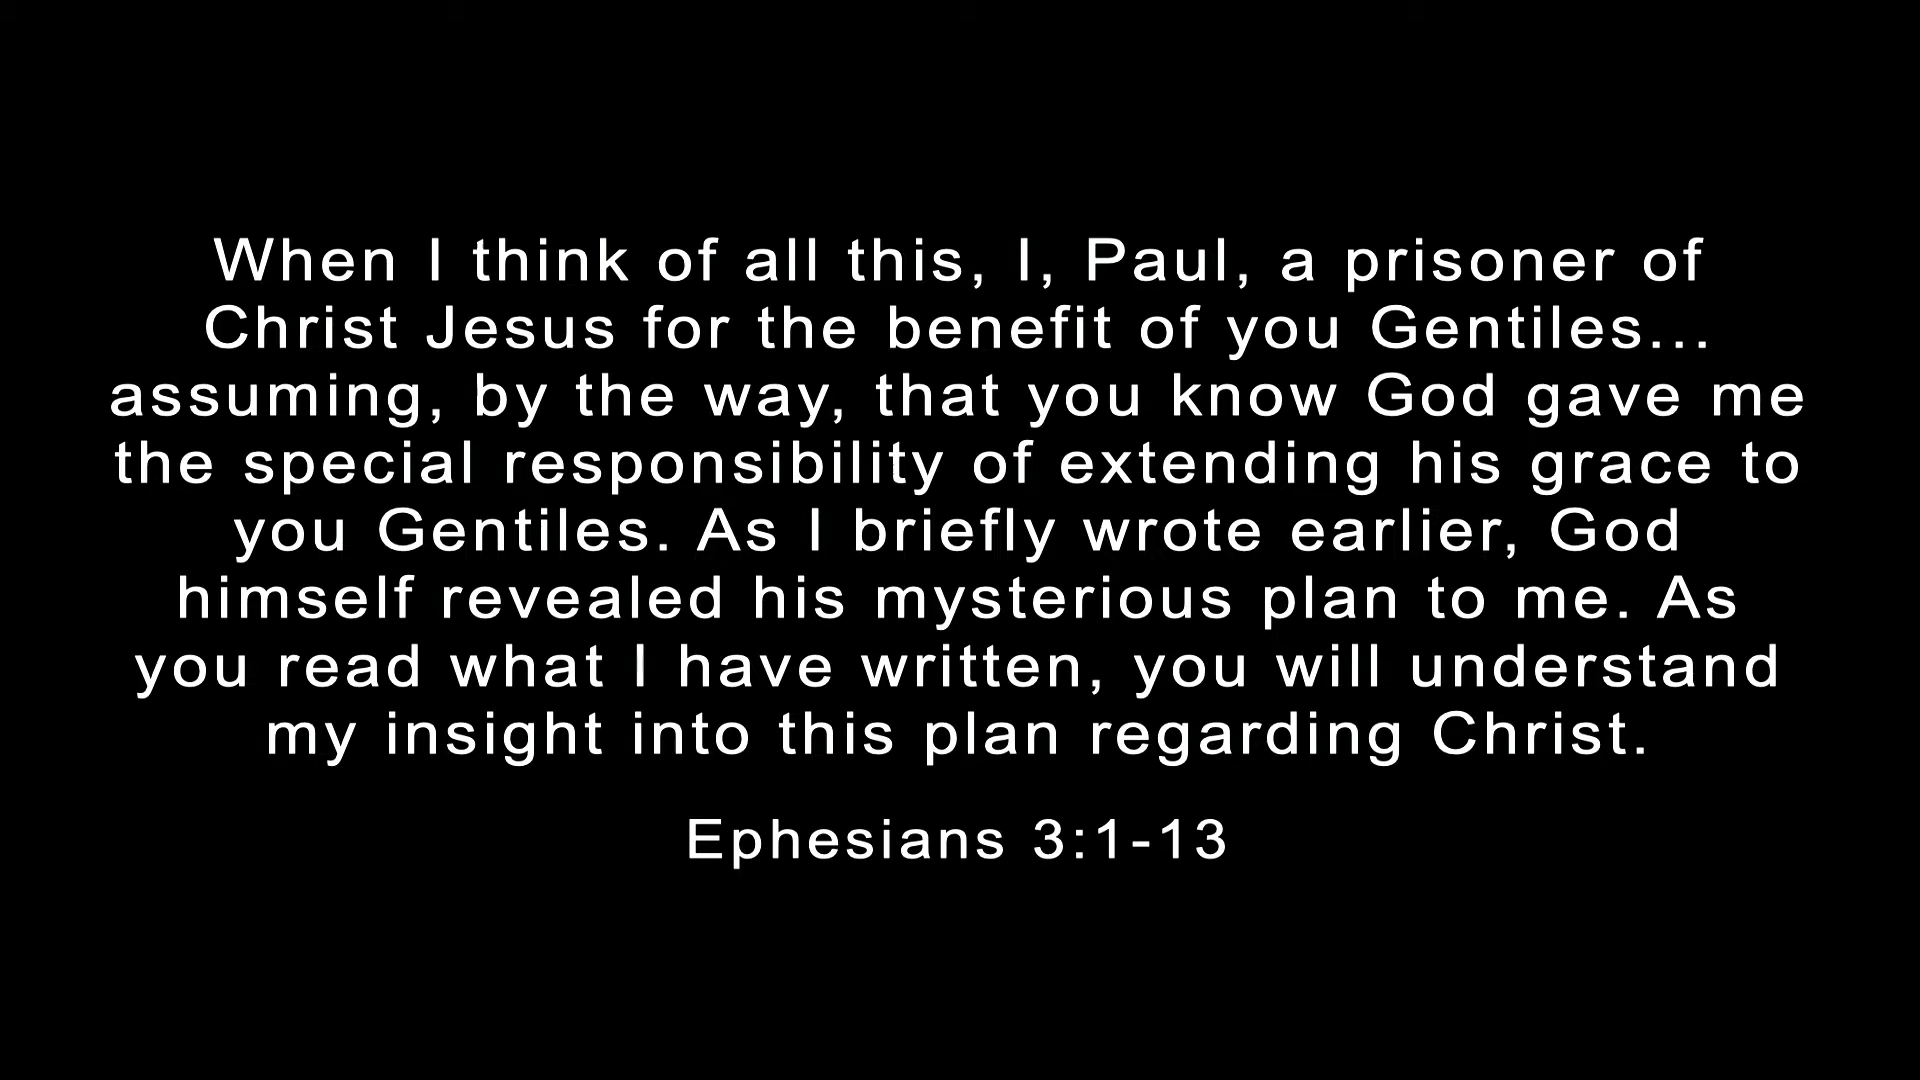 When I think of all this, I, Paul, a prisoner of
Christ Jesus for the benefit of you Gentiles...
assuming, by the way, that you know God gave me
the special responsibility of extending his grace to
you Gentiles. As I briefly wrote earlier, God
himself revealed his mysterious plan to me. As
you read what I have written, you will understand
my insight into this plan regarding Christ.
Ephesians 3:1-13